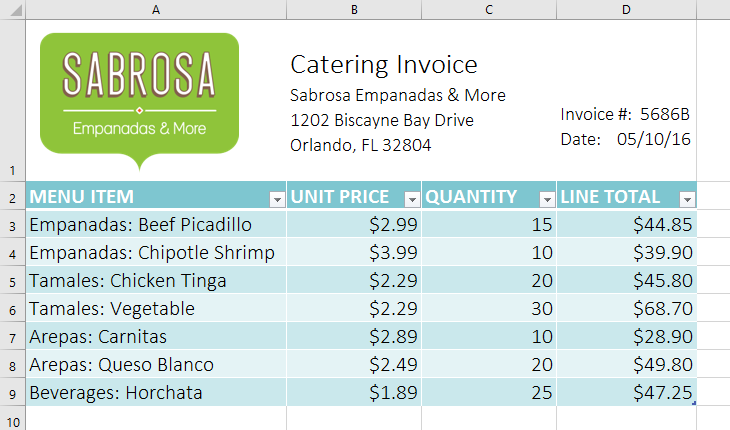 A B C D
SABROSA
Empanadas & More
Catering Invoice
Sabrosa Empanadas & More
1202 Biscayne Bay Drive
Orlando, FL 32804
Invoice #: 5686B
Date: 05/10/16
1
2 MENU ITEM UNIT PRICE QUANTITY LINE TOTAL
3 Empanadas: Beef Picadillo $2.99 15 $44.85
4 Empanadas: Chipotle Shrimp $3.99 10 $39.90
5 Tamales: Chicken Tinga $2.29 20 $45.80
6 Tamales: Vegetable $2.29 30 $68.70
7 Arepas: Carnitas $2.89 10 $28.90
8 Arepas: Queso Blanco $2.49 20 $49.80
9 Beverages: Horchata $1.89 25 $47.25
10